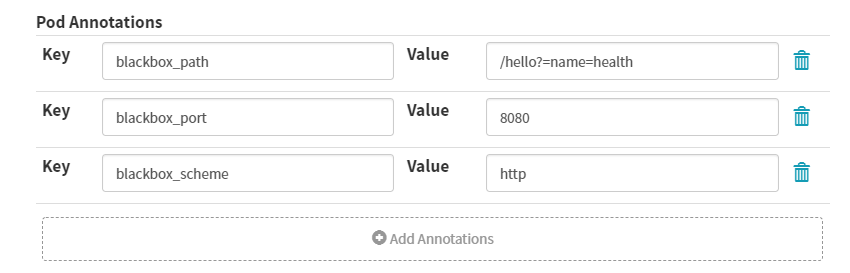 Pod Annotations
Key blackbox_path Value /hello?=name=health
Key blackbox_port Value 8080
Key blackbox_scheme Value http
Add Annotations